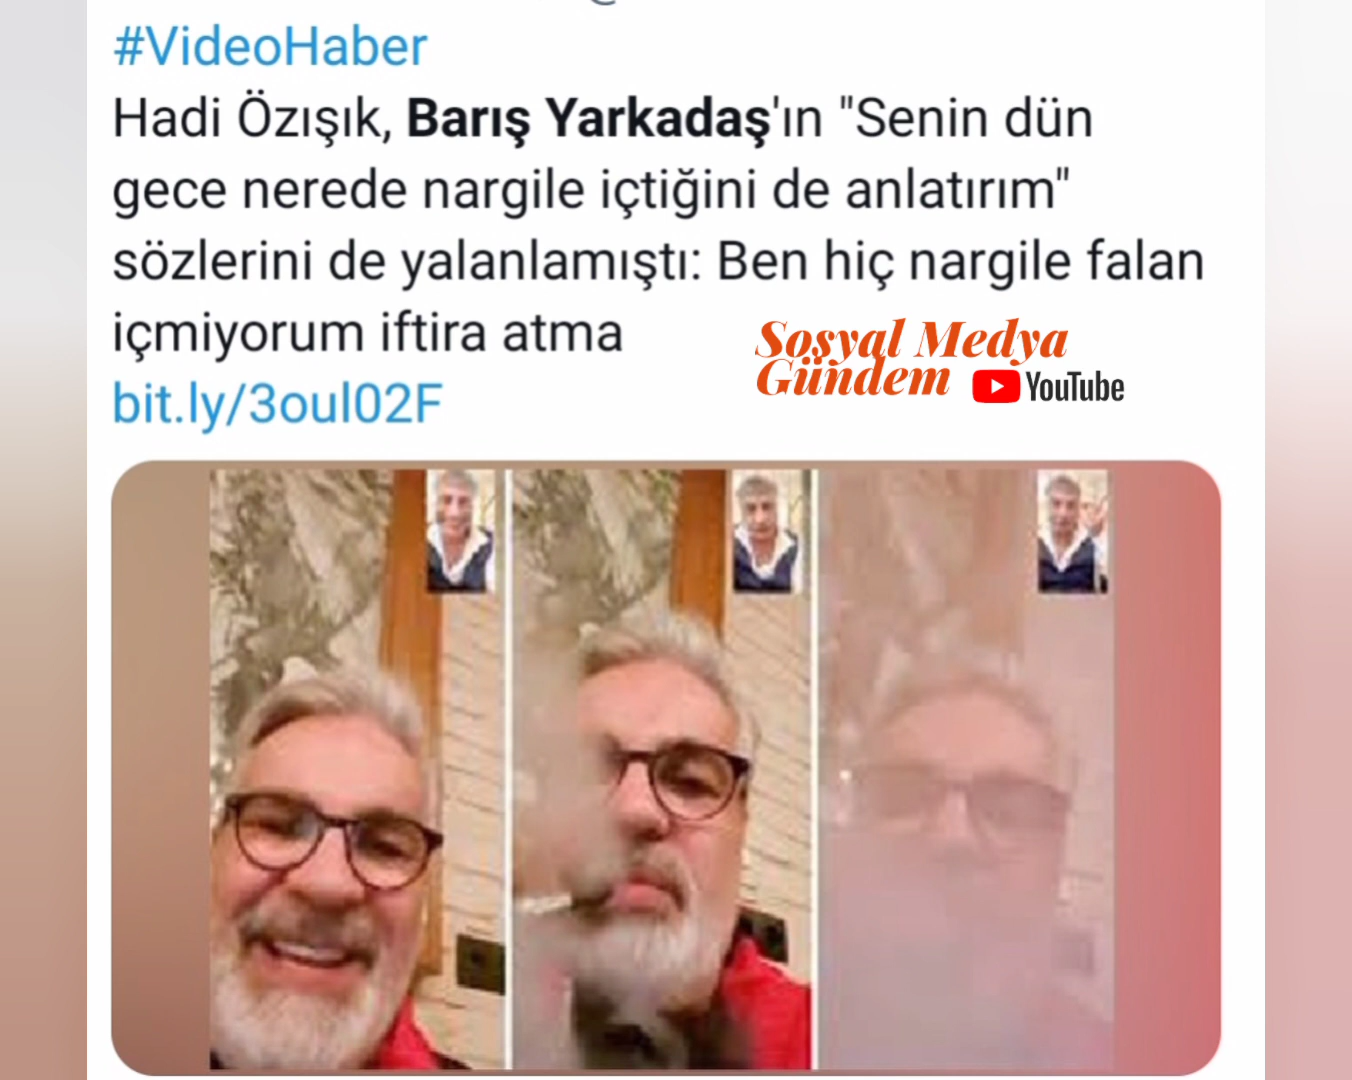 #VideoHaber
Hadi Özışık, Barış Yarkadaş'ın "Senin dün
gece nerede nargile içtiğini de anlatırım"
sözlerini de yalanlamıştı: Ben hiç nargile falan
içmiyorum iftira atma
Sosyal Medya
Gündem YouTube
bit.ly/3oul02F